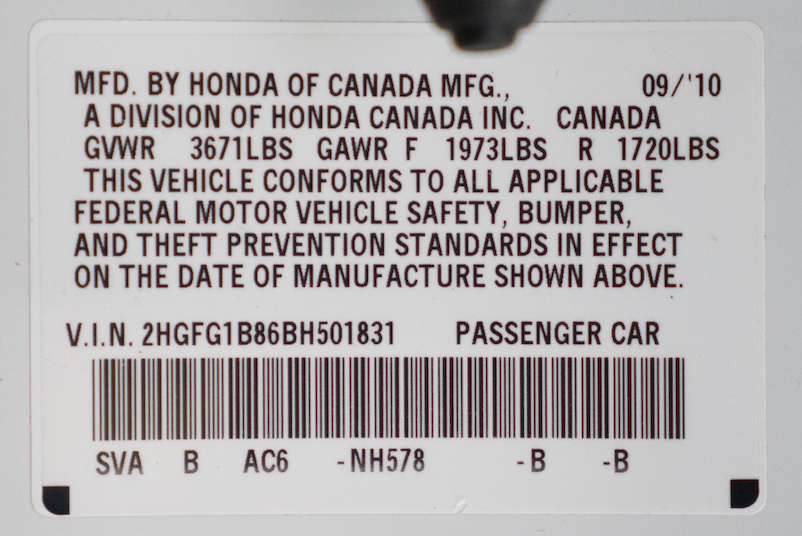 MFD. BY HONDA OF CANADA MFG., 09/'10
A DIVISION OF HONDA CANADA INC. CANADA
GVWR 3671LBS GAWR F 1973LBS R 1720LBS
THIS VEHICLE CONFORMS TO ALL APPLICABLE
FEDERAL MOTOR VEHICLE SAFETY, BUMPER,
AND THEFT PREVENTION STANDARDS IN EFFECT
ON THE DATE OF MANUFACTURE SHOWN ABOVE.
V.I.N. 2HGFG1B86BH501831 PASSENGER CAR
SVA B AC6 -NH578 -B -B